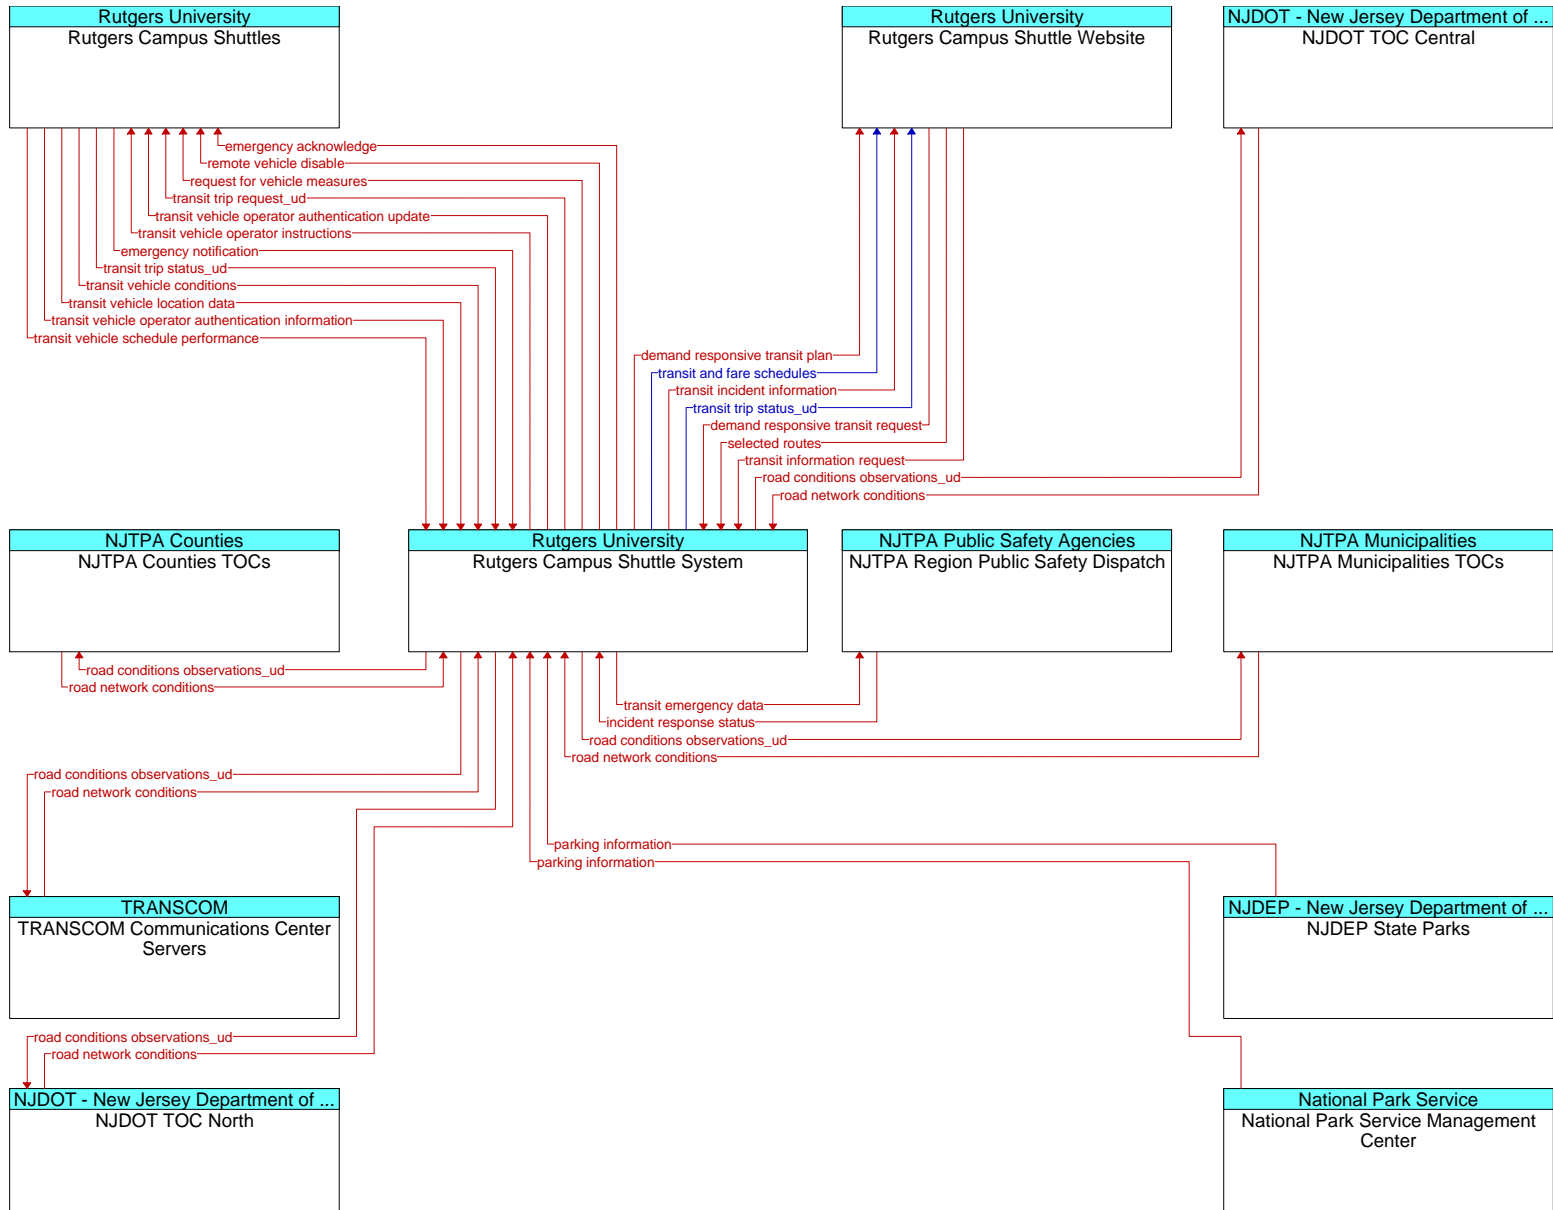 Rutgers University
Rutgers Campus Shuttles
Rutgers University
Rutgers Campus Shuttle Website
NJDOT - New Jersey Department of ...
NJDOT TOC Central
emergency acknowledge
remote vehicle disable
request for vehicle measures
transit trip request_ud
transit vehicle operator authentication update
transit vehicle operator instructions
emergency notification
transit trip status_ud
transit vehicle conditions
transit vehicle location data
transit vehicle operator authentication information
transit vehicle schedule performance
demand responsive transit plan
transit and fare schedules
transit incident information
transit trip status_ud
demand responsive transit request
selected routes
transit information request
road conditions observations_ud
road network conditions
NJTPA Counties
NJTPA Counties TOCs
Rutgers University
Rutgers Campus Shuttle System
NJTPA Public Safety Agencies
NJTPA Region Public Safety Dispatch
NJTPA Municipalities
NJTPA Municipalities TOCs
road conditions observations_ud
road network conditions
transit emergency data
incident response status
road conditions observations_ud
road network conditions
road conditions observations_ud
road network conditions
parking information
parking information
TRANSCOM
TRANSCOM Communications Center
Servers
NJDEP - New Jersey Department of ...
NJDEP State Parks
road conditions observations_ud
road network conditions
NJDOT - New Jersey Department of ...
NJDOT TOC North
National Park Service
National Park Service Management
Center